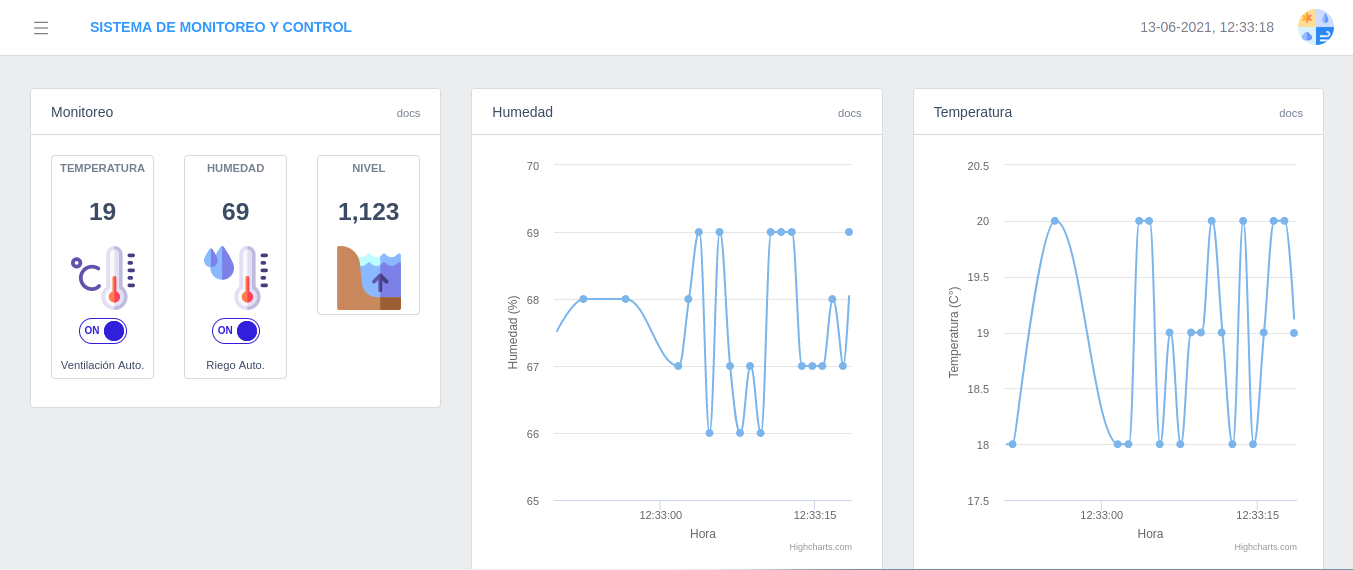 SISTEMA DE MONITOREO Y CONTROL
13-06-2021, 12:33:18
Monitoreo
docs
TEMPERATURA
19
°C
ON
Ventilación Auto.
HUMEDAD
69
ON
Riego Auto.
NIVEL
1,123
Humedad
docs
Humedad (%)
70
69
68
67
66
65
12:33:00
12:33:15
Hora
Highcharts.com
Temperatura
docs
Temperatura (C°)
20.5
20
19.5
19
18.5
18
17.5
12:33:00
12:33:15
Hora
Highcharts.com